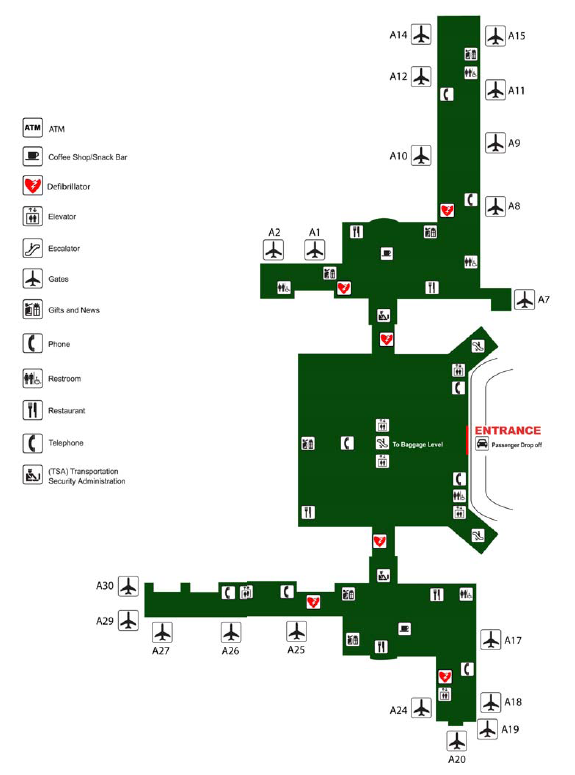 A14
A15
A12
A11
A9
A10
A8
A2
A1
A7
ATM ATM
Coffee Shop/Snack Bar
Defibrillator
Elevator
Escalator
Gates
Gifts and News
Phone
Restroom
Restaurant
Telephone
(TSA) Transportation
Security Administration
ENTRANCE
Passenger Drop off
To Baggage Level
A30
A29
A27
A26
A25
A17
A24
A18
A19
A20